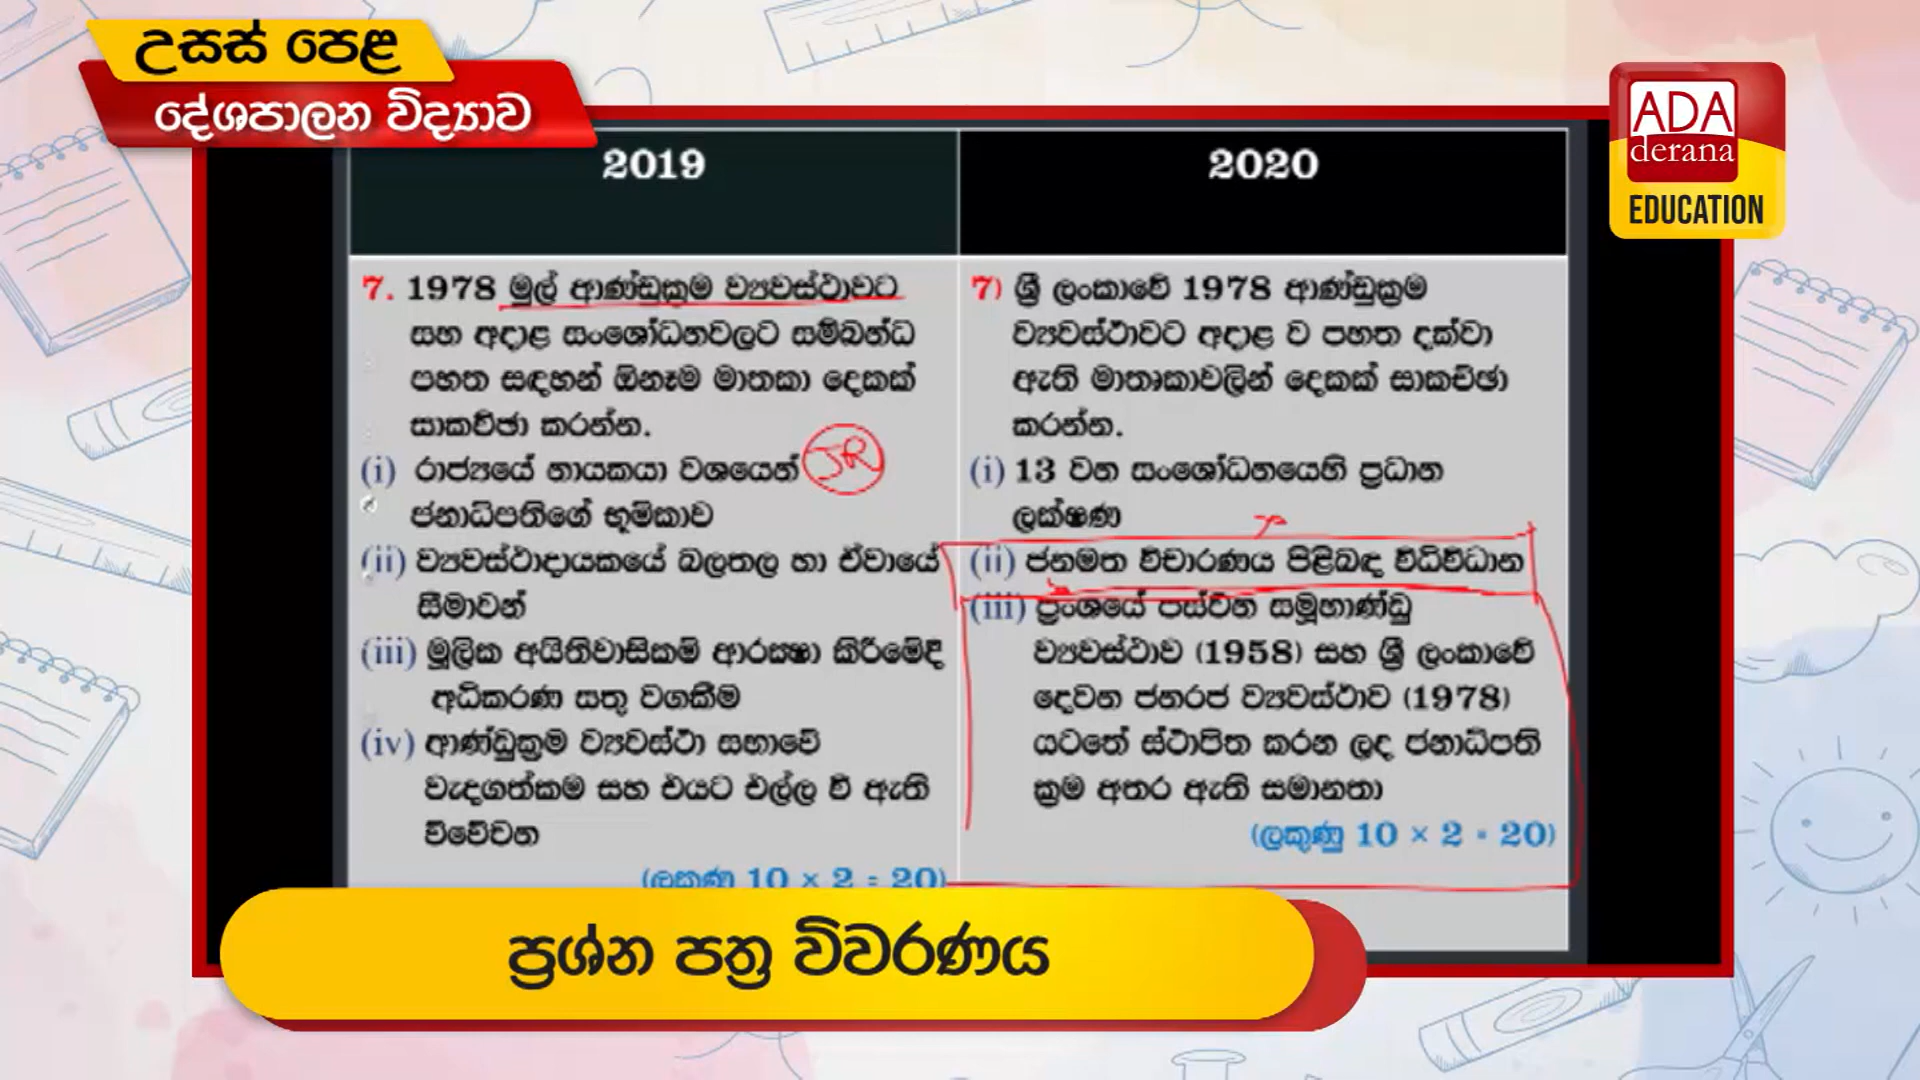 උසස් පෙළ
දේශපාලන විද්‍යාව
ADA
derana
EDUCATION
2019
7. 1978 මුල් ආණ්ඩුක්‍රම ව්‍යවස්ථාවට
සහ අදාළ සංශෝධනවලට සම්බන්ධ
පහත සඳහන් ඕනෑම මාතකා දෙකක්
සාකච්ඡා කරන්න.
(i) රාජ්‍යයේ නායකයා වශයෙන් JR
ජනාධිපතිගේ භූමිකාව
(ii) ව්‍යවස්ථාදායකයේ බලතල හා ඒවායේ
සීමාවන්
(iii) මූලික අයිතිවාසිකම් ආරක්‍ෂා කිරීමේදී
අධිකරණ සතු වගකීම
(iv) ආණ්ඩුක්‍රම ව්‍යවස්ථා සභාවේ
වැදගත්කම සහ එයට එල්ල වී ඇති
විවේචන
(ලකුණු 10 × 2 = 20)
2020
7) ශ්‍රී ලංකාවේ 1978 ආණ්ඩුක්‍රම
ව්‍යවස්ථාවට අදාළ ව පහත දක්වා
ඇති මාතෘකාවලින් දෙකක් සාකච්ඡා
කරන්න.
(i) 13 වන සංශෝධනයෙහි ප්‍රධාන
ලක්ෂණ
(ii) ජනමත විචාරණය පිළිබඳ විධිවිධාන
(iii) ප්‍රංශයේ පස්වන සමූහාණ්ඩු
ව්‍යවස්ථාව (1958) සහ ශ්‍රී ලංකාවේ
දෙවන ජනරජ ව්‍යවස්ථාව (1978)
යටතේ ස්ථාපිත කරන ලද ජනාධිපති
ක්‍රම අතර ඇති සමානතා
(ලකුණු 10 × 2 = 20)
ප්‍රශ්න පත්‍ර විවරණය